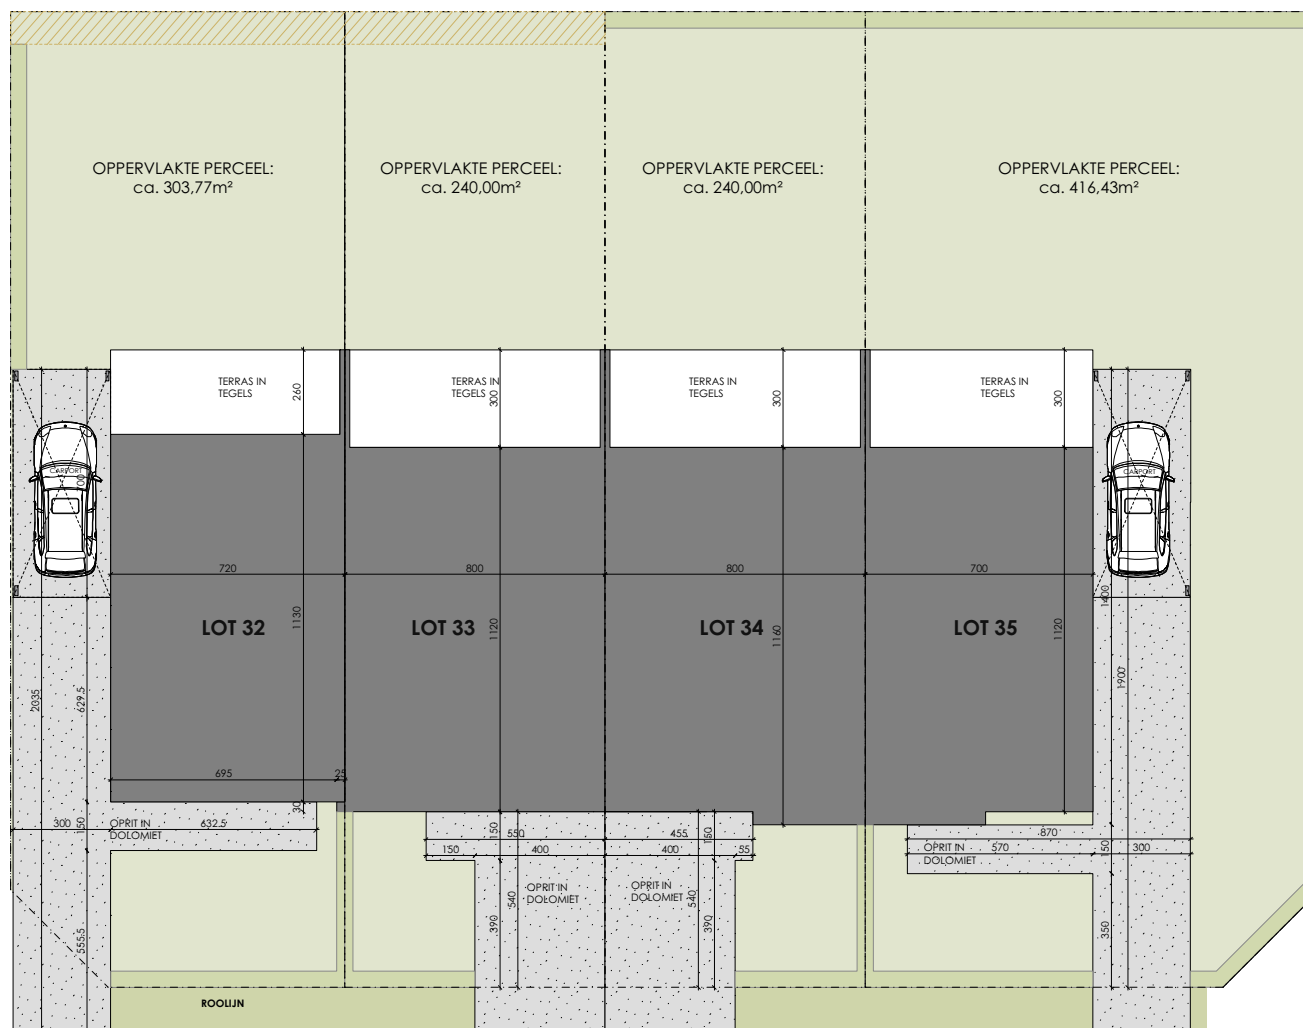 OPPERVLAKTE PERCEEL:
ca. 303,77m²
OPPERVLAKTE PERCEEL:
ca. 240,00m²
OPPERVLAKTE PERCEEL:
ca. 240,00m²
OPPERVLAKTE PERCEEL:
ca. 416,43m²
TERRAS IN
TEGELS
260
TERRAS IN
TEGELS
300
TERRAS IN
TEGELS
300
TERRAS IN
TEGELS
300
CARPORT
CARPORT
720
800
800
700
1400
LOT 32
1130
LOT 33
1120
LOT 34
1160
LOT 35
1120
2035
629.5
1900
695
25
30
300
150
OPRIT IN
DOLOMIET
632.5
150
550
455
150
150
400
400
55
870
OPRIT IN
DOLOMIET
570
150
300
OPRIT IN
DOLOMIET
OPRIT IN
DOLOMIET
540
390
540
390
555.5
350
ROOLIJN